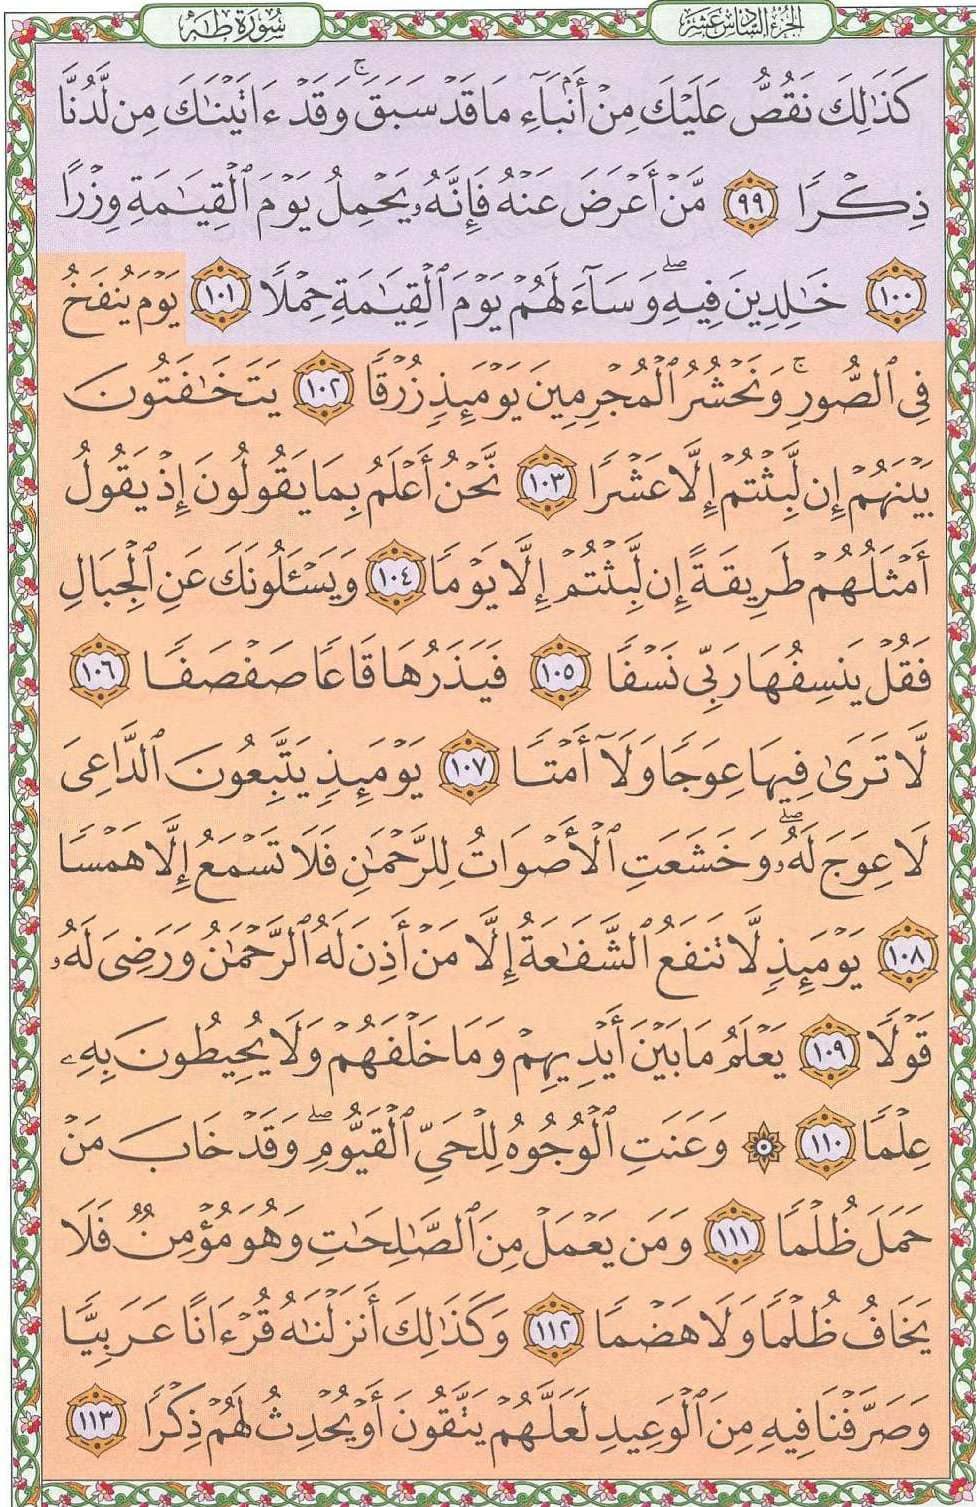 الجزء السادس عشر
سورة طه
كَذَٰلِكَ نَقُصُّ عَلَيْكَ مِنْ أَنۢبَآءِ مَا قَدْ سَبَقَ ۚ وَقَدْ ءَاتَيْنَٰكَ مِن لَّدُنَّا
ذِكْرًا ٩٩ مَّنْ أَعْرَضَ عَنْهُ فَإِنَّهُۥ يَحْمِلُ يَوْمَ ٱلْقِيَٰمَةِ وِزْرًا
١٠٠ خَٰلِدِينَ فِيهِ ۖ وَسَآءَ لَهُمْ يَوْمَ ٱلْقِيَٰمَةِ حِمْلًا ١٠١ يَوْمَ يُنفَخُ
فِى ٱلصُّورِ ۚ وَنَحْشُرُ ٱلْمُجْرِمِينَ يَوْمَئِذٍ زُرْقًا ١٠٢ يَتَخَٰفَتُونَ
بَيْنَهُمْ إِن لَّبِثْتُمْ إِلَّا عَشْرًا ١٠٣ نَّحْنُ أَعْلَمُ بِمَا يَقُولُونَ إِذْ يَقُولُ
أَمْثَلُهُمْ طَرِيقَةً إِن لَّبِثْتُمْ إِلَّا يَوْمًا ١٠٤ وَيَسْـَٔلُونَكَ عَنِ ٱلْجِبَالِ
فَقُلْ يَنسِفُهَا رَبِّى نَسْفًا ١٠٥ فَيَذَرُهَا قَاعًا صَفْصَفًا ١٠٦
لَّا تَرَىٰ فِيهَا عِوَجًا وَلَآ أَمْتًا ١٠٧ يَوْمَئِذٍ يَتَّبِعُونَ ٱلدَّاعِىَ
لَا عِوَجَ لَهُۥ ۖ وَخَشَعَتِ ٱلْأَصْوَاتُ لِلرَّحْمَٰنِ فَلَا تَسْمَعُ إِلَّا هَمْسًا
١٠٨ يَوْمَئِذٍ لَّا تَنفَعُ ٱلشَّفَٰعَةُ إِلَّا مَنْ أَذِنَ لَهُ ٱلرَّحْمَٰنُ وَرَضِىَ لَهُۥ
قَوْلًا ١٠٩ يَعْلَمُ مَا بَيْنَ أَيْدِيهِمْ وَمَا خَلْفَهُمْ وَلَا يُحِيطُونَ بِهِۦ
عِلْمًا ١١٠ ۞ وَعَنَتِ ٱلْوُجُوهُ لِلْحَىِّ ٱلْقَيُّومِ ۖ وَقَدْ خَابَ مَنْ
حَمَلَ ظُلْمًا ١١١ وَمَن يَعْمَلْ مِنَ ٱلصَّٰلِحَٰتِ وَهُوَ مُؤْمِنٌ فَلَا
يَخَافُ ظُلْمًا وَلَا هَضْمًا ١١٢ وَكَذَٰلِكَ أَنزَلْنَٰهُ قُرْءَانًا عَرَبِيًّا
وَصَرَّفْنَا فِيهِ مِنَ ٱلْوَعِيدِ لَعَلَّهُمْ يَتَّقُونَ أَوْ يُحْدِثُ لَهُمْ ذِكْرًا ١١٣